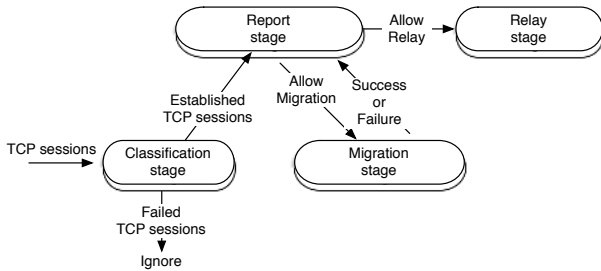 Report
stage
Allow
Relay
Relay
stage
Allow
Migration
Success
or
Failure
Established
TCP sessions
TCP sessions
Classification
stage
Migration
stage
Failed
TCP sessions
Ignore